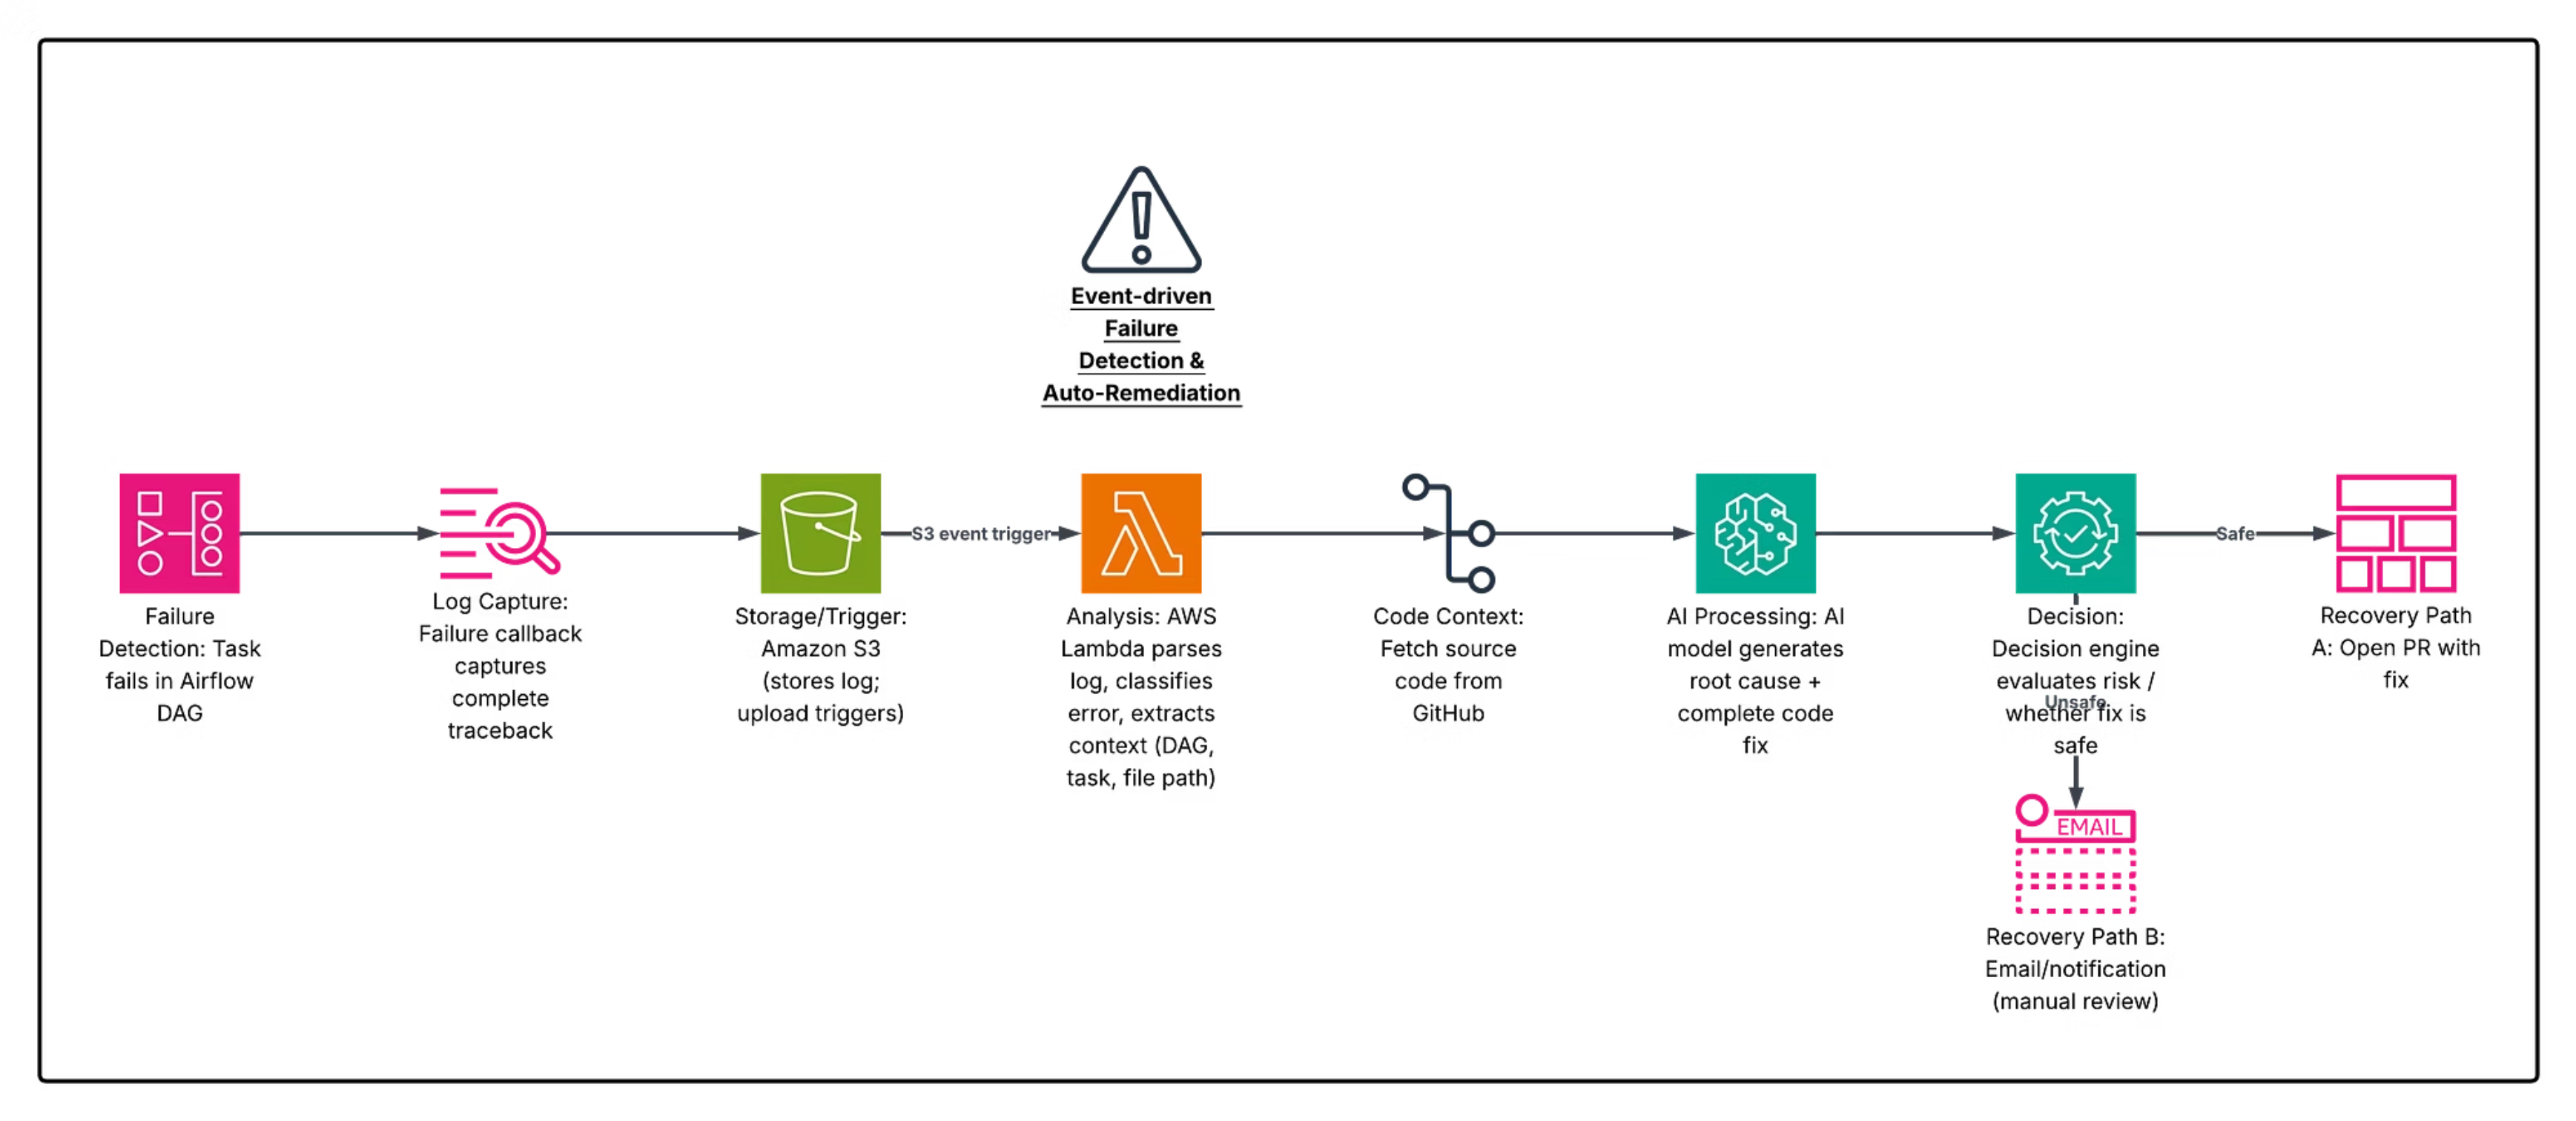 Event-driven
Failure
Detection &
Auto-Remediation
S3 event trigger
Safe
Failure
Detection: Task
fails in Airflow
DAG
Log Capture:
Failure callback
captures
complete
traceback
Storage/Trigger:
Amazon S3
(stores log;
upload triggers)
Analysis: AWS
Lambda parses
log, classifies
error, extracts
context (DAG,
task, file path)
Code Context:
Fetch source
code from
GitHub
AI Processing: AI
model generates
root cause +
complete code
fix
Decision:
Decision engine
evaluates risk /
whether fix is
safe
Unsafe
Recovery Path
A: Open PR with
fix
EMAIL
Recovery Path B:
Email/notification
(manual review)